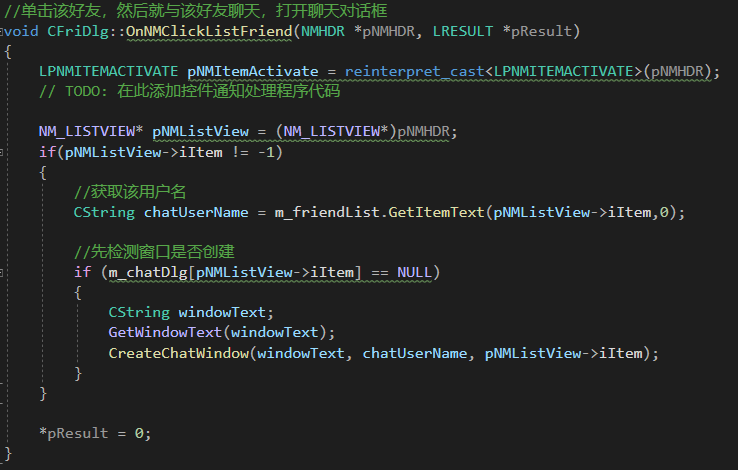 //单击该好友，然后就与该好友聊天，打开聊天对话框
void CFriDlg::OnNMClickListFriend(NMHDR *pNMHDR, LRESULT *pResult)
{
    LPNMITEMACTIVATE pNMItemActivate = reinterpret_cast<LPNMITEMACTIVATE>(pNMHDR);
    // TODO: 在此添加控件通知处理程序代码

    NM_LISTVIEW* pNMListView = (NM_LISTVIEW*)pNMHDR;
    if(pNMListView->iItem != -1)
    {
        //获取该用户名
        CString chatUserName = m_friendList.GetItemText(pNMListView->iItem,0);

        //先检测窗口是否创建
        if (m_chatDlg[pNMListView->iItem] == NULL)
        {
            CString windowText;
            GetWindowText(windowText);
            CreateChatWindow(windowText, chatUserName, pNMListView->iItem);
        }
    }

    *pResult = 0;
}